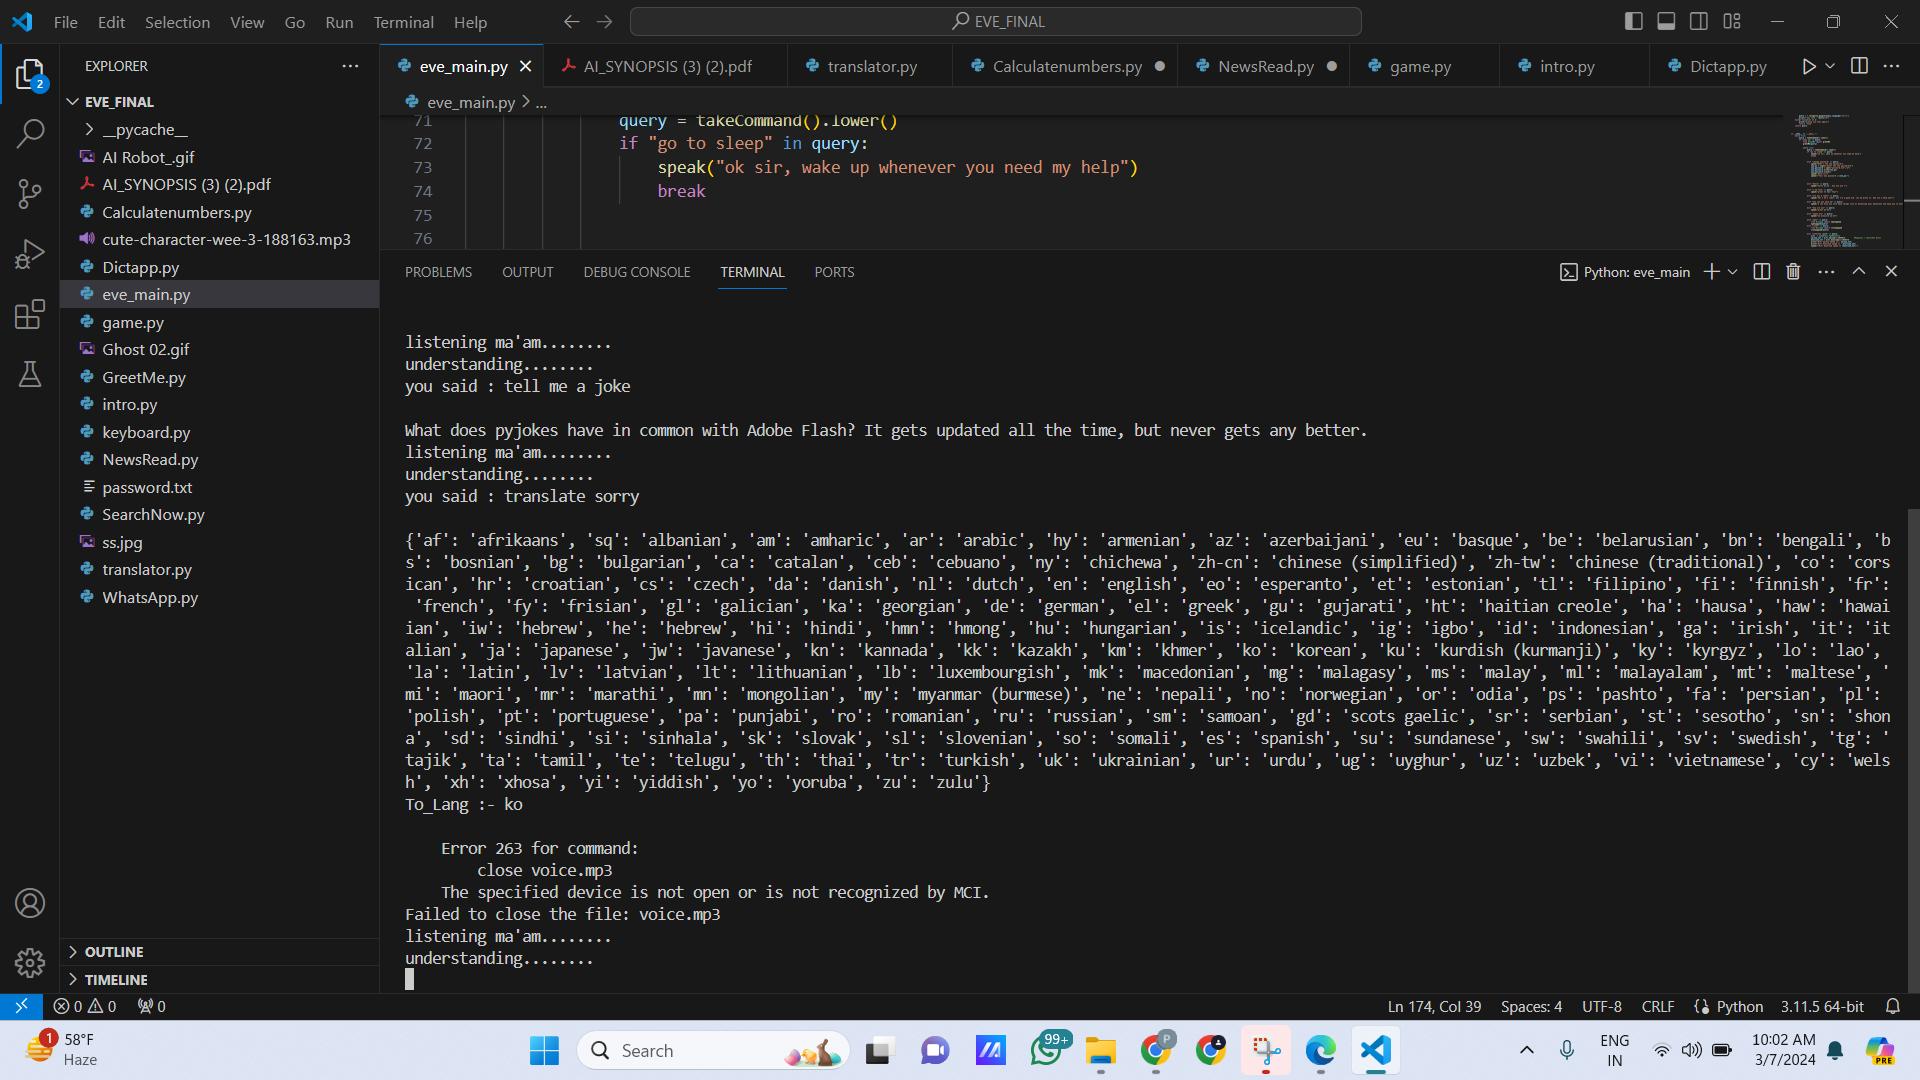 File Edit Selection View Go Run Terminal Help
EVE_FINAL
2
EXPLORER
EVE_FINAL
__pycache__
AI Robot_.gif
AI_SYNOPSIS (3) (2).pdf
Calculatenumbers.py
cute-character-wee-3-188163.mp3
Dictapp.py
eve_main.py
game.py
Ghost 02.gif
GreetMe.py
intro.py
keyboard.py
NewsRead.py
password.txt
SearchNow.py
ss.jpg
translator.py
WhatsApp.py
OUTLINE
TIMELINE
eve_main.py AI_SYNOPSIS (3) (2).pdf translator.py Calculatenumbers.py NewsRead.py game.py intro.py Dictapp.py
eve_main.py > ...
71 query = takeCommand().lower()
72 if "go to sleep" in query:
73 speak("ok sir, wake up whenever you need my help")
74 break
75
76
PROBLEMS OUTPUT DEBUG CONSOLE TERMINAL PORTS
Python: eve_main
listening ma'am........
understanding........
you said : tell me a joke
What does pyjokes have in common with Adobe Flash? It gets updated all the time, but never gets any better.
listening ma'am........
understanding........
you said : translate sorry
{'af': 'afrikaans', 'sq': 'albanian', 'am': 'amharic', 'ar': 'arabic', 'hy': 'armenian', 'az': 'azerbaijani', 'eu': 'basque', 'be': 'belarusian', 'bn': 'bengali', 'b
s': 'bosnian', 'bg': 'bulgarian', 'ca': 'catalan', 'ceb': 'cebuano', 'ny': 'chichewa', 'zh-cn': 'chinese (simplified)', 'zh-tw': 'chinese (traditional)', 'co': 'cors
ican', 'hr': 'croatian', 'cs': 'czech', 'da': 'danish', 'nl': 'dutch', 'en': 'english', 'eo': 'esperanto', 'et': 'estonian', 'tl': 'filipino', 'fi': 'finnish', 'fr':
'french', 'fy': 'frisian', 'gl': 'galician', 'ka': 'georgian', 'de': 'german', 'el': 'greek', 'gu': 'gujarati', 'ht': 'haitian creole', 'ha': 'hausa', 'haw': 'hawai
ian', 'iw': 'hebrew', 'he': 'hebrew', 'hi': 'hindi', 'hmn': 'hmong', 'hu': 'hungarian', 'is': 'icelandic', 'ig': 'igbo', 'id': 'indonesian', 'ga': 'irish', 'it': 'it
alian', 'ja': 'japanese', 'jw': 'javanese', 'kn': 'kannada', 'kk': 'kazakh', 'km': 'khmer', 'ko': 'korean', 'ku': 'kurdish (kurmanji)', 'ky': 'kyrgyz', 'lo': 'lao',
'la': 'latin', 'lv': 'latvian', 'lt': 'lithuanian', 'lb': 'luxembourgish', 'mk': 'macedonian', 'mg': 'malagasy', 'ms': 'malay', 'ml': 'malayalam', 'mt': 'maltese', '
mi': 'maori', 'mr': 'marathi', 'mn': 'mongolian', 'my': 'myanmar (burmese)', 'ne': 'nepali', 'no': 'norwegian', 'or': 'odia', 'ps': 'pashto', 'fa': 'persian', 'pl':
'polish', 'pt': 'portuguese', 'pa': 'punjabi', 'ro': 'romanian', 'ru': 'russian', 'sm': 'samoan', 'gd': 'scots gaelic', 'sr': 'serbian', 'st': 'sesotho', 'sn': 'shon
a', 'sd': 'sindhi', 'si': 'sinhala', 'sk': 'slovak', 'sl': 'slovenian', 'so': 'somali', 'es': 'spanish', 'su': 'sundanese', 'sw': 'swahili', 'sv': 'swedish', 'tg': '
tajik', 'ta': 'tamil', 'te': 'telugu', 'th': 'thai', 'tr': 'turkish', 'uk': 'ukrainian', 'ur': 'urdu', 'ug': 'uyghur', 'uz': 'uzbek', 'vi': 'vietnamese', 'cy': 'wels
h', 'xh': 'xhosa', 'yi': 'yiddish', 'yo': 'yoruba', 'zu': 'zulu'}
To_Lang :- ko
Error 263 for command:
close voice.mp3
The specified device is not open or is not recognized by MCI.
Failed to close the file: voice.mp3
listening ma'am........
understanding........
0 0 0
Ln 174, Col 39 Spaces: 4 UTF-8 CRLF Python 3.11.5 64-bit
1
58°F
Haze
Search
99+
P
ENG
IN
10:02 AM
3/7/2024
PRE